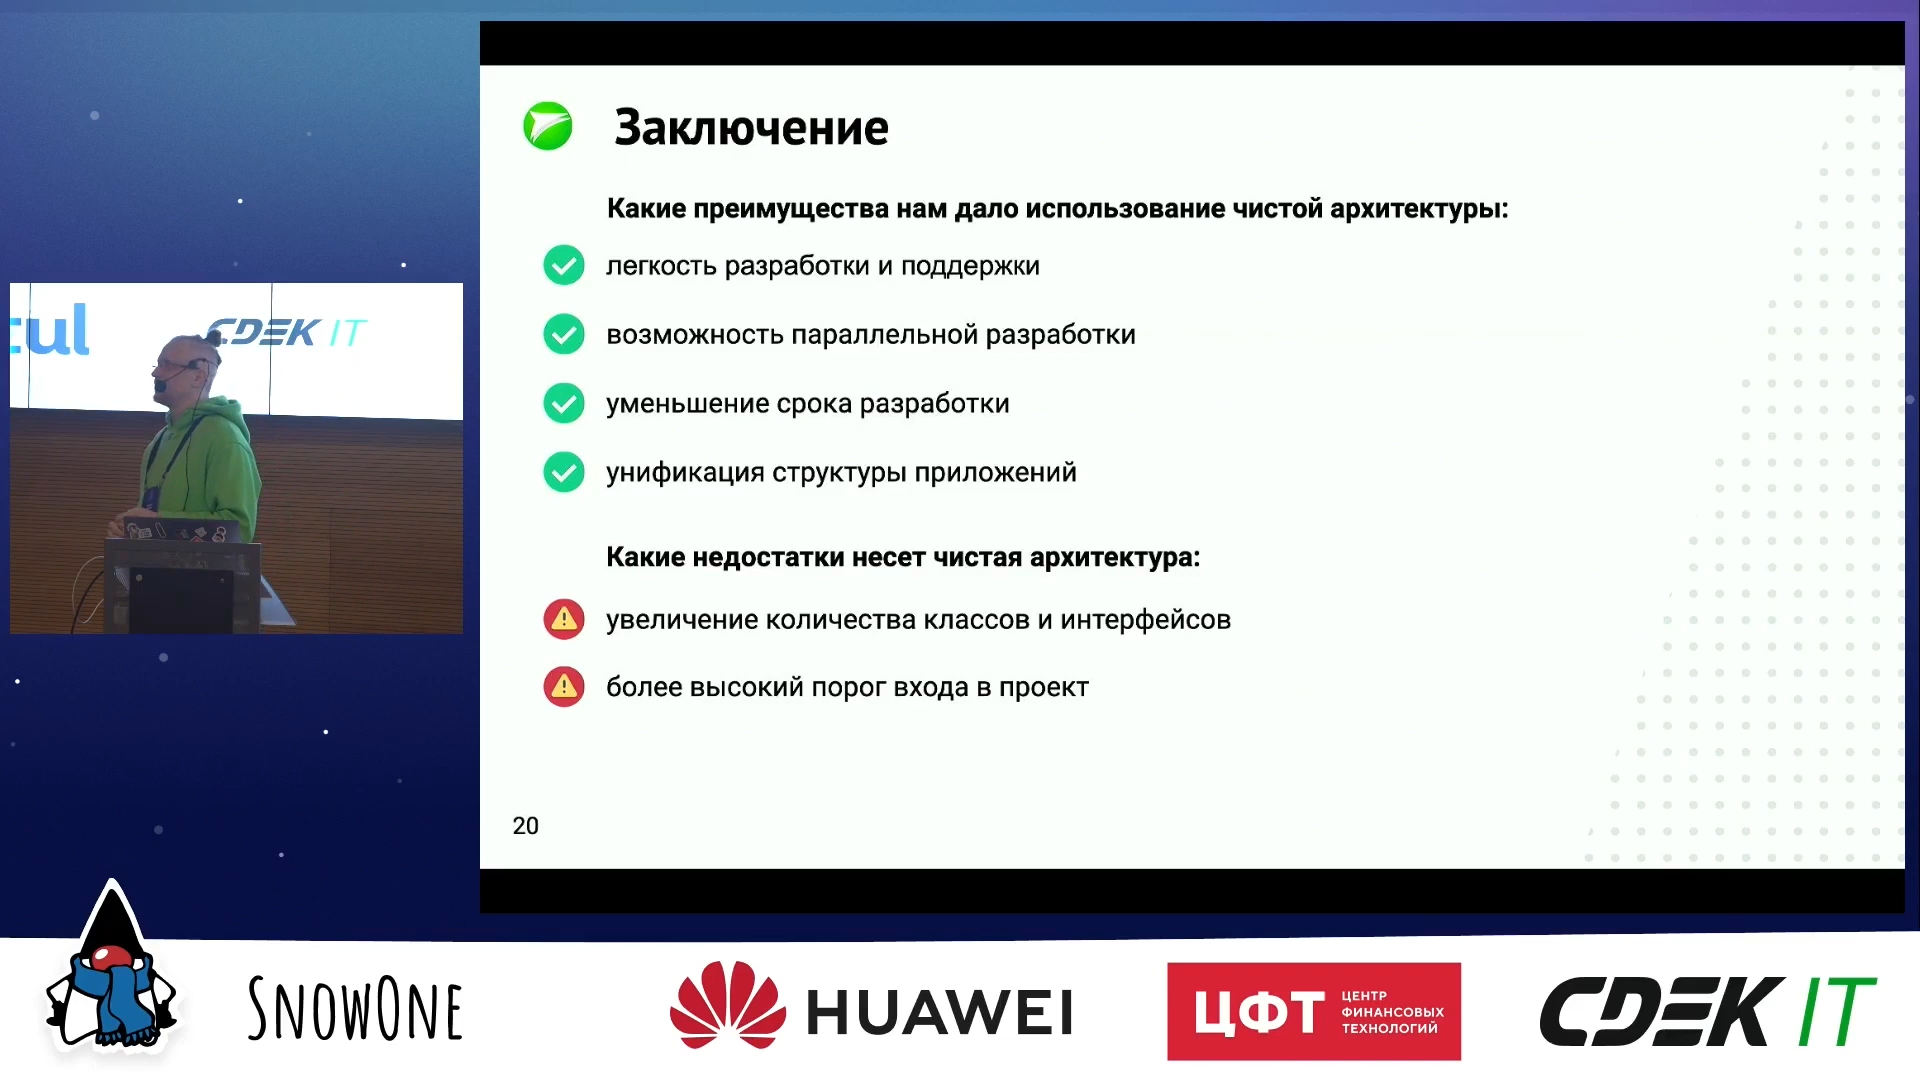 Заключение
Какие преимущества нам дало использование чистой архитектуры:
легкость разработки и поддержки
возможность параллельной разработки
уменьшение срока разработки
унификация структуры приложений
Какие недостатки несет чистая архитектура:
увеличение количества классов и интерфейсов
более высокий порог входа в проект
20
CDEK IT
SNOWONE
HUAWEI
ЦФТ
ЦЕНТР
ФИНАНСОВЫХ
ТЕХНОЛОГИЙ
CDEK IT